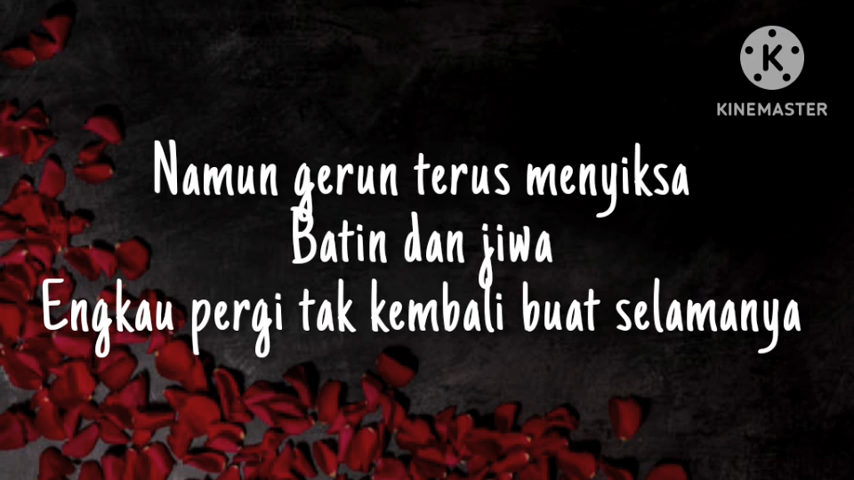 KINEMASTER
Namun gerun terus menyiksa
Batin dan jiwa
Engkau pergi tak kembali buat selamanya